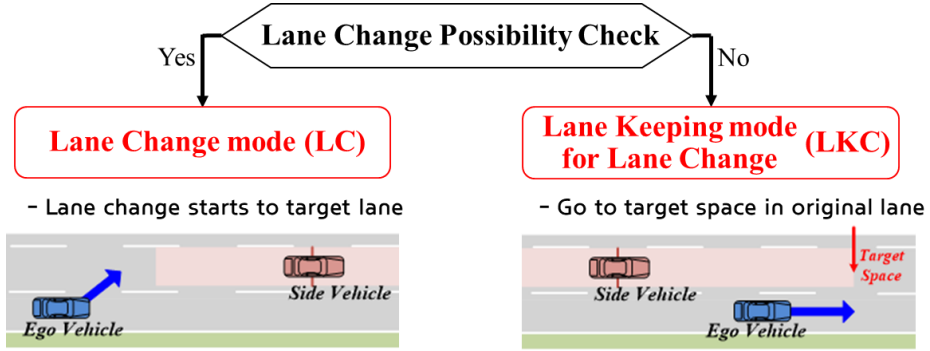 Lane Change Possibility Check
Yes
No
Lane Change mode (LC)
Lane Keeping mode
for Lane Change
(LKC)
- Lane change starts to target lane
- Go to target space in original lane
Side Vehicle
Ego Vehicle
Target
Space
Side Vehicle
Ego Vehicle